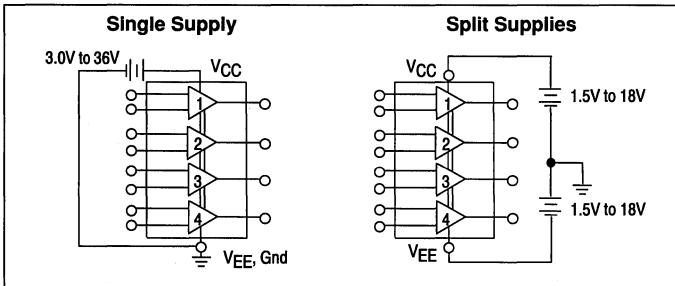 Single Supply
3.0V to 36V
VCC
1
2
3
4
VEE, Gnd
Split Supplies
VCC
1
2
3
4
VEE
1.5V to 18V
1.5V to 18V